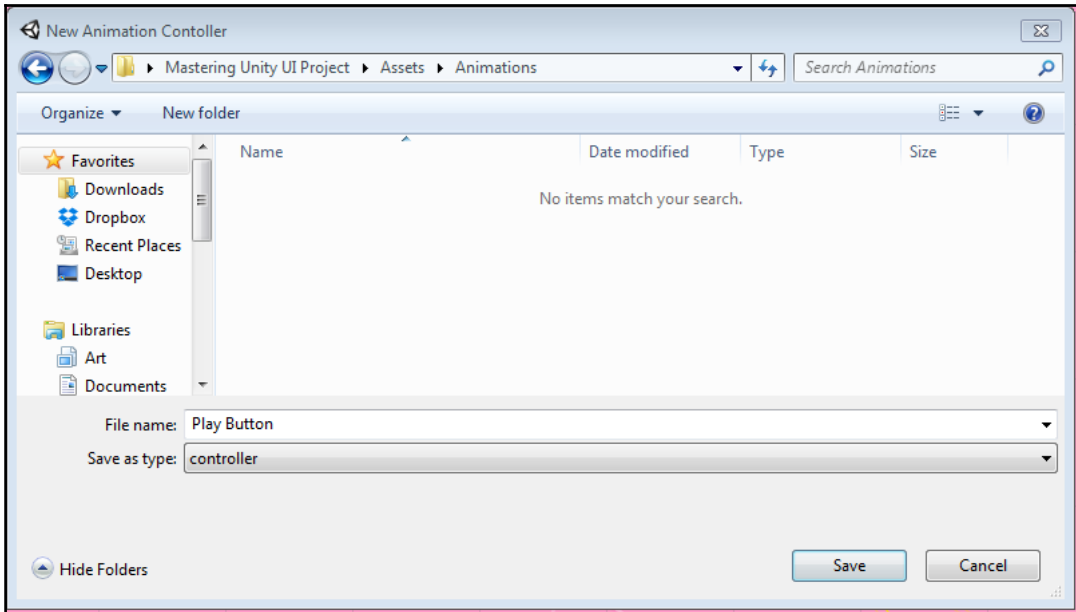 New Animation Contoller
Mastering Unity UI Project Assets Animations Search Animations
Organize New folder
Favorites
Downloads
Dropbox
Recent Places
Desktop
Libraries
Art
Documents
Name Date modified Type Size
No items match your search.
File name: Play Button
Save as type: controller
Hide Folders Save Cancel